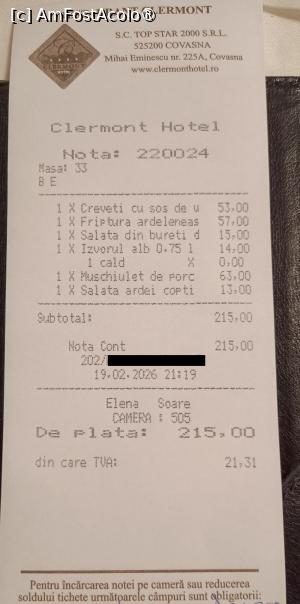 [c] AmFostAcolo®
CLERMONT
S.C. TOP STAR 2000 S.R.L.
525200 COVASNA
Mihai Eminescu nr. 225A, Covasna
www.clermonthotel.ro
CLERMONT
HOTEL
Clermont Hotel
Nota: 220024
Masa: 33
B E
1 X Creveti cu sos de u 53,00
1 X Friptura ardeleneas 57,00
1 X Salata din bureti d 15,00
1 X Izvorul alb 0,75 l 14,00
1 cald X 0,00
1 X Muschiulet de porc 63,00
1 X Salata ardei copti 13,00
Subtotal: 215,00
Nota Cont 215,00
202/
19.02.2026 21:19
Elena Soare
CAMERA : 505
De plata: 215,00
din care TVA: 21,31
Pentru încărcarea notei pe cameră sau reducerea
soldului tichete următoarele câmpuri sunt obligatorii: